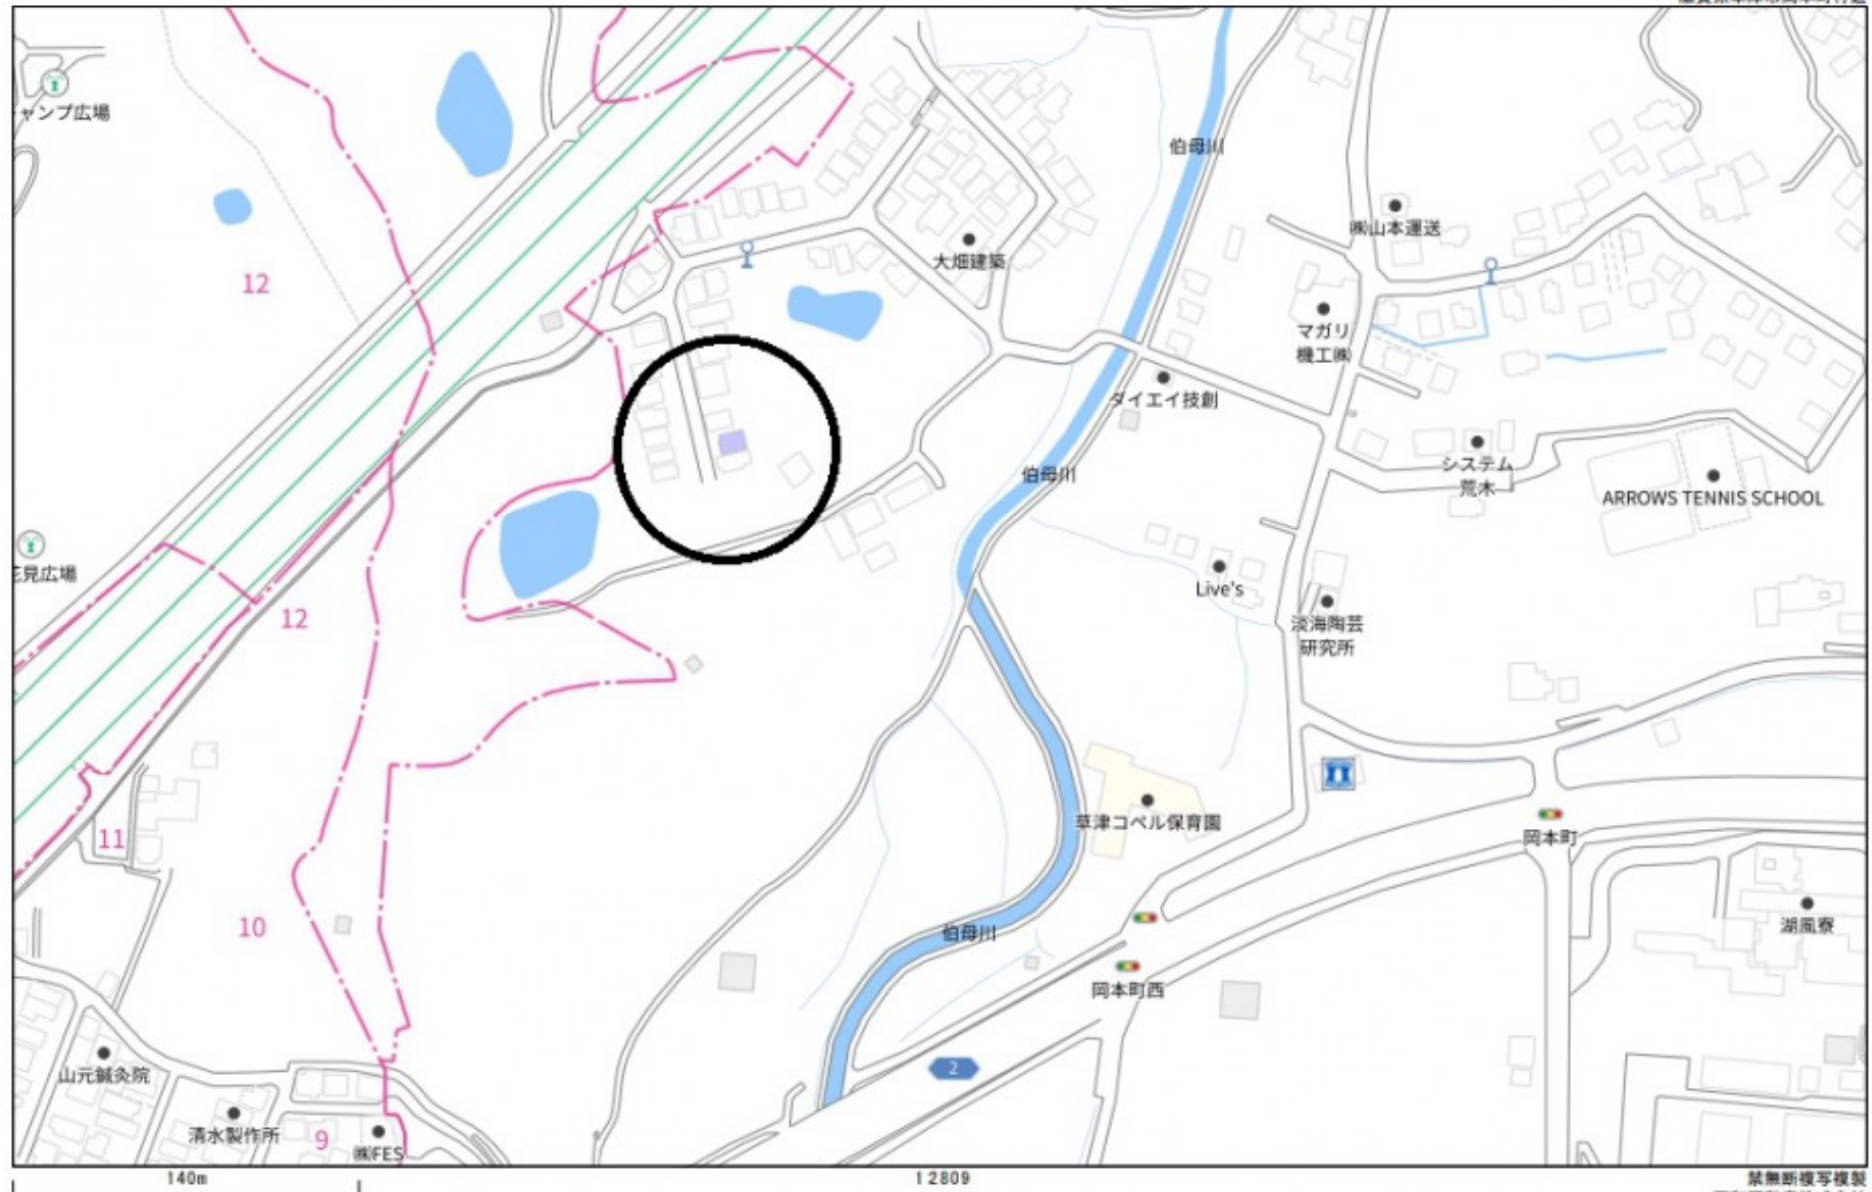 ャンプ広場
伯母川
㈱山本運送
大畑建築
12
マガリ
機工㈱
ダイエイ技創
システム
荒木
伯母川
ARROWS TENNIS SCHOOL
花見広場
Live's
12
淡海陶芸
研究所
草津コペル保育園
11
岡本町
10
伯母川
湖風寮
岡本町西
山元鍼灸院
2
清水製作所
9
㈱FES
140m
1 2809
禁無断複写複製